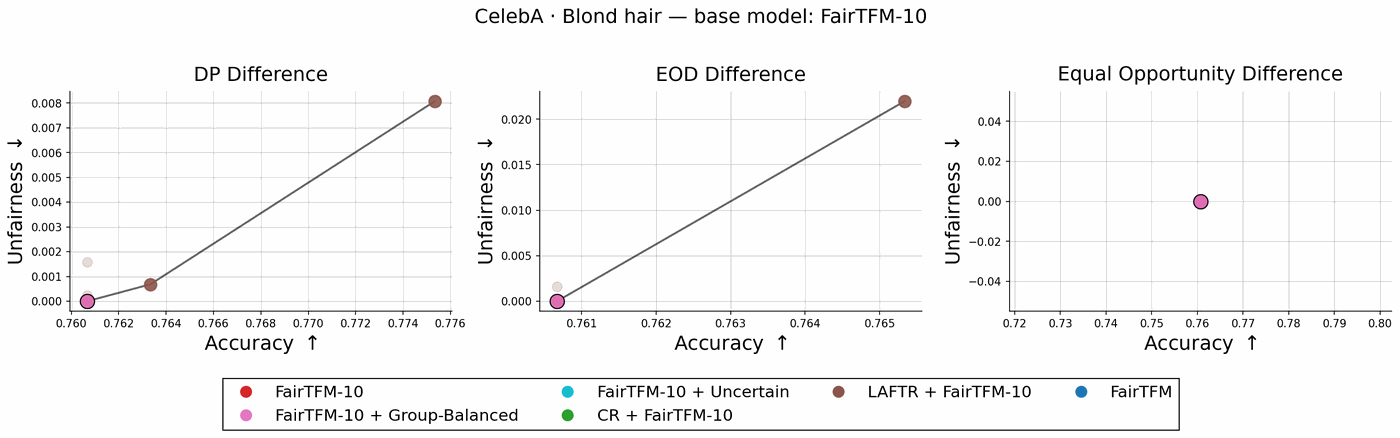 CelebA · Blond hair — base model: FairTFM-10
DP Difference
EOD Difference
Equal Opportunity Difference
Unfairness ↓
0.008
0.007
0.006
0.005
0.004
0.003
0.002
0.001
0.000
0.760 0.762 0.764 0.766 0.768 0.770 0.772 0.774 0.776
Accuracy ↑
Unfairness ↓
0.020
0.015
0.010
0.005
0.000
0.761 0.762 0.763 0.764 0.765
Accuracy ↑
Unfairness ↓
0.04
0.02
0.00
−0.02
−0.04
0.72 0.73 0.74 0.75 0.76 0.77 0.78 0.79 0.80
Accuracy ↑
FairTFM-10 FairTFM-10 + Uncertain LAFTR + FairTFM-10 FairTFM
FairTFM-10 + Group-Balanced CR + FairTFM-10